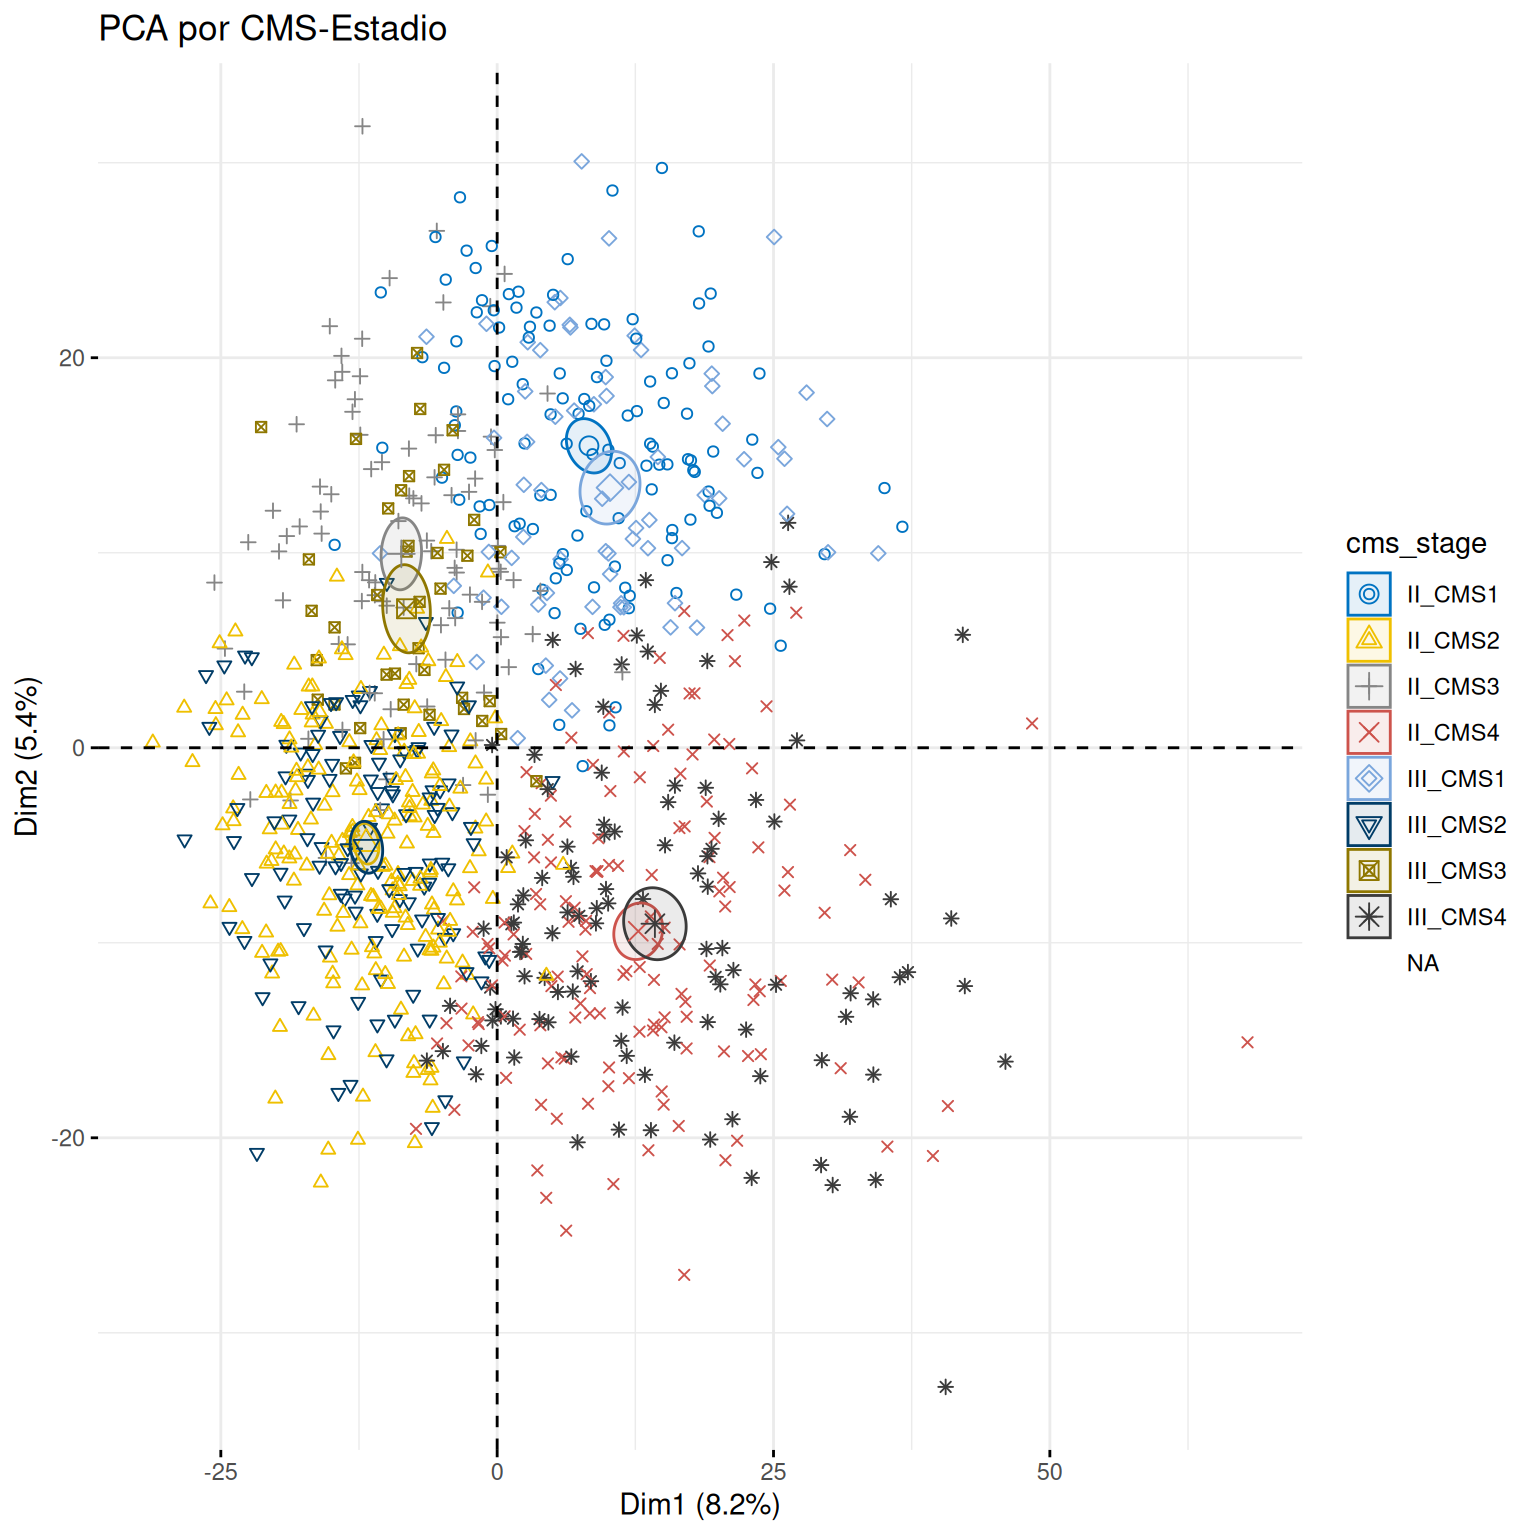 PCA por CMS-Estadio
Dim2 (5.4%)
20
0
-20
-25
0
25
50
Dim1 (8.2%)
cms_stage
II_CMS1
II_CMS2
II_CMS3
II_CMS4
III_CMS1
III_CMS2
III_CMS3
III_CMS4
NA